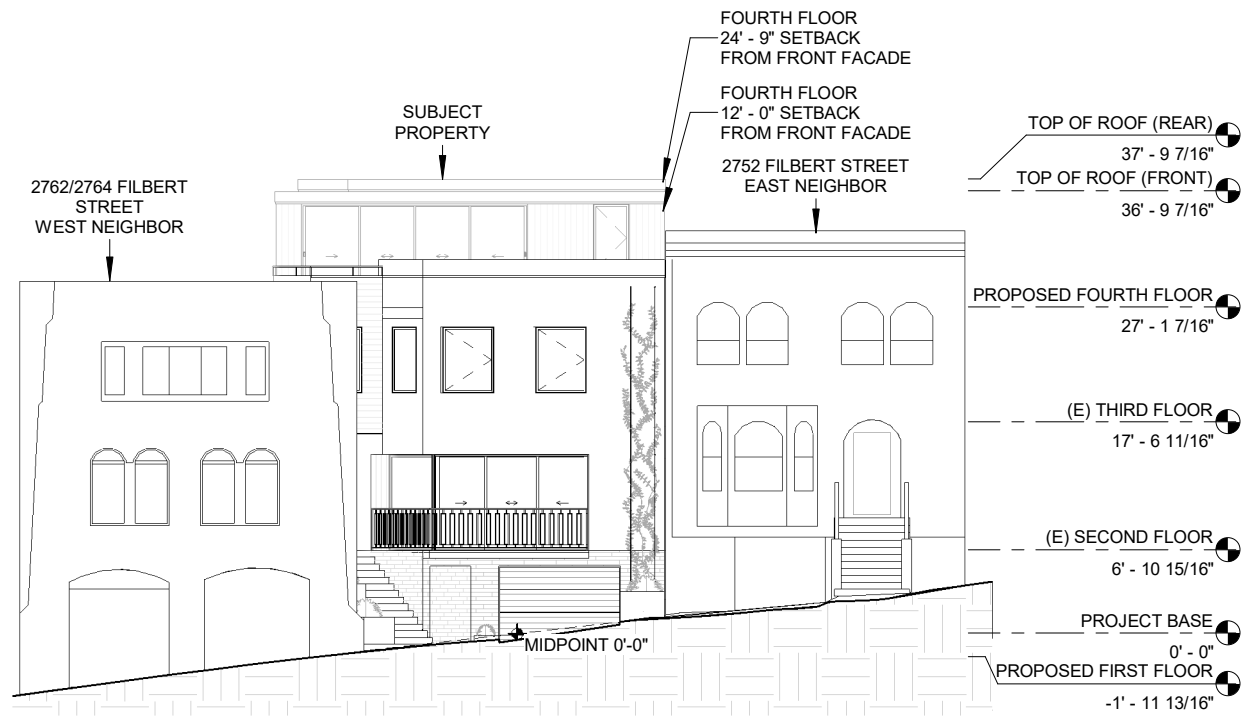 FOURTH FLOOR
24' - 9" SETBACK
FROM FRONT FACADE
FOURTH FLOOR
12' - 0" SETBACK
FROM FRONT FACADE
SUBJECT
PROPERTY
2762/2764 FILBERT
STREET
WEST NEIGHBOR
2752 FILBERT STREET
EAST NEIGHBOR
TOP OF ROOF (REAR)
37' - 9 7/16"
TOP OF ROOF (FRONT)
36' - 9 7/16"
PROPOSED FOURTH FLOOR
27' - 1 7/16"
(E) THIRD FLOOR
17' - 6 11/16"
(E) SECOND FLOOR
6' - 10 15/16"
PROJECT BASE
0' - 0"
MIDPOINT 0'-0"
PROPOSED FIRST FLOOR
-1' - 11 13/16"